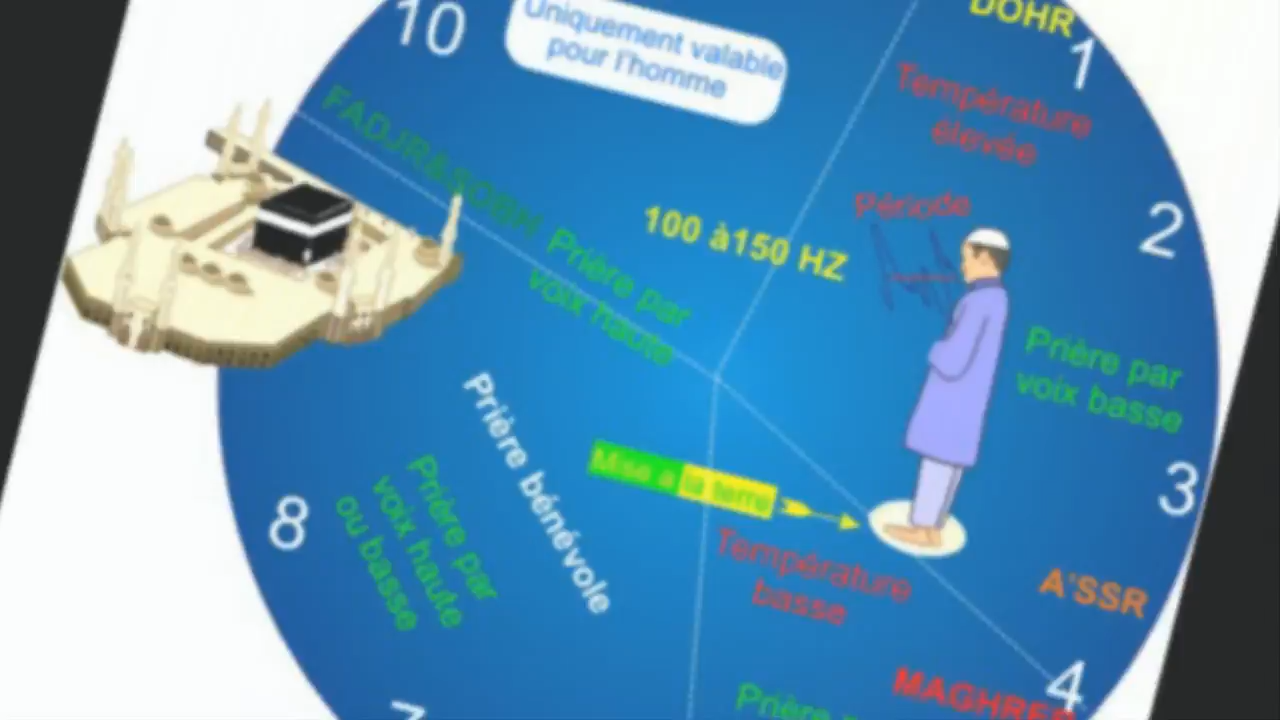 10
Uniquement valable
pour l'homme
DOHR
1
Température
élevée
FADJR&SOBH
Période
2
100 à150 HZ
Prière par
voix haute
Prière par
voix basse
Prière bénévole
Mise a la terre
3
8
Prière par
voix haute
ou basse
Température
basse
A'SSR
4
MAGHREB
Prière
7